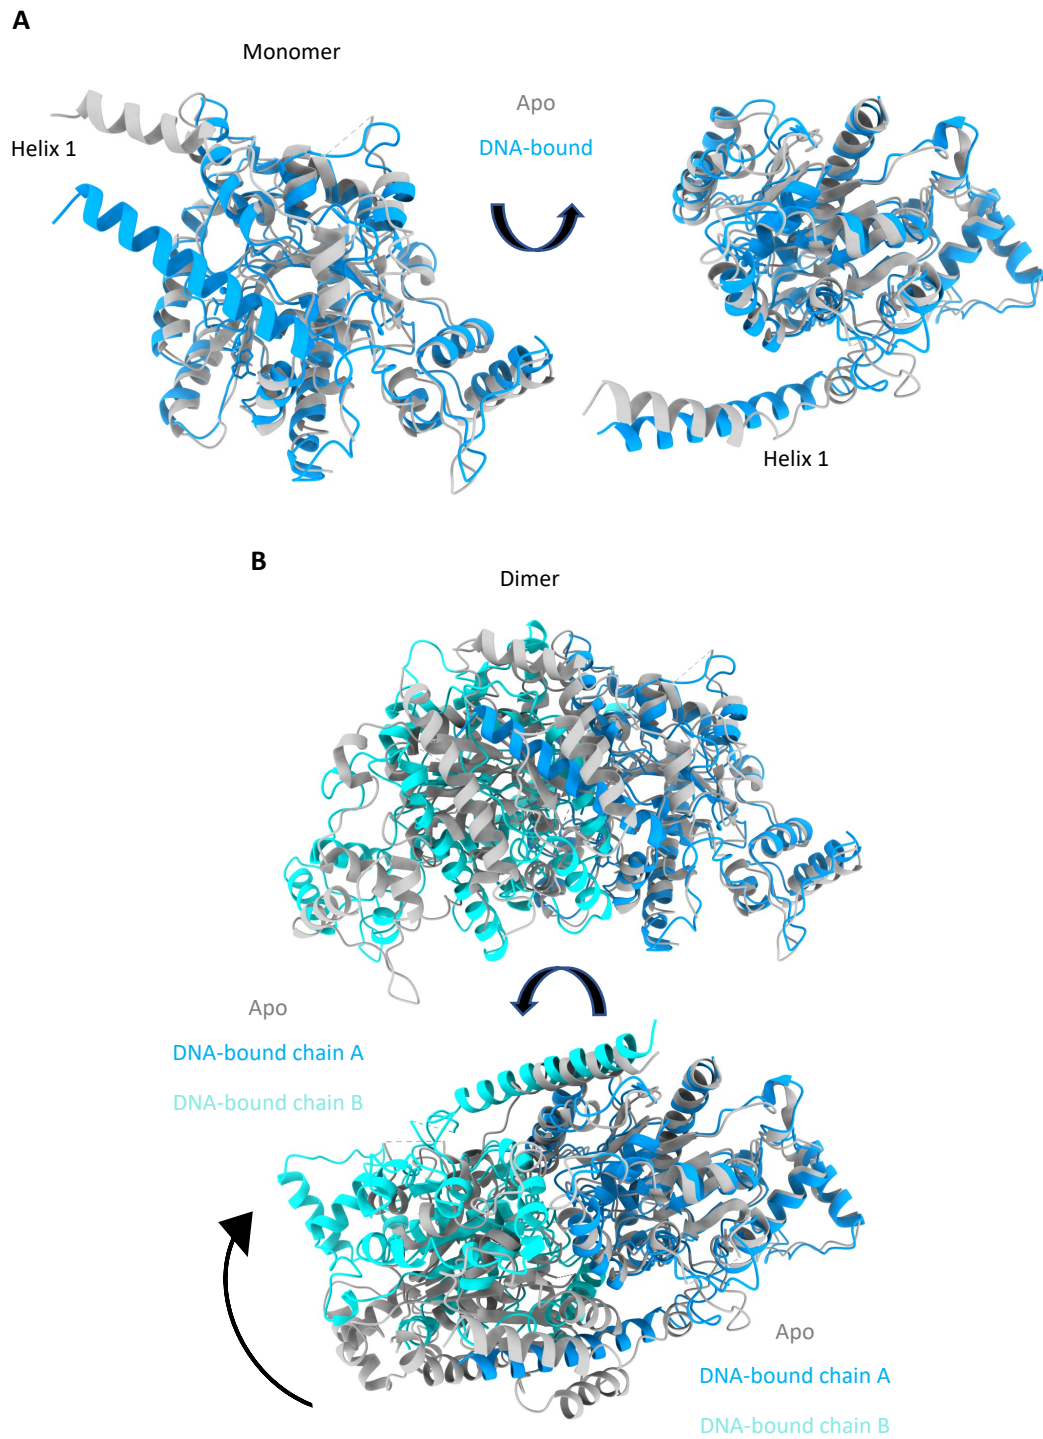 A
Monomer
Apo
Helix 1
DNA-bound
Helix 1
B
Dimer
Apo
DNA-bound chain A
DNA-bound chain B
Apo
DNA-bound chain A
DNA-bound chain B